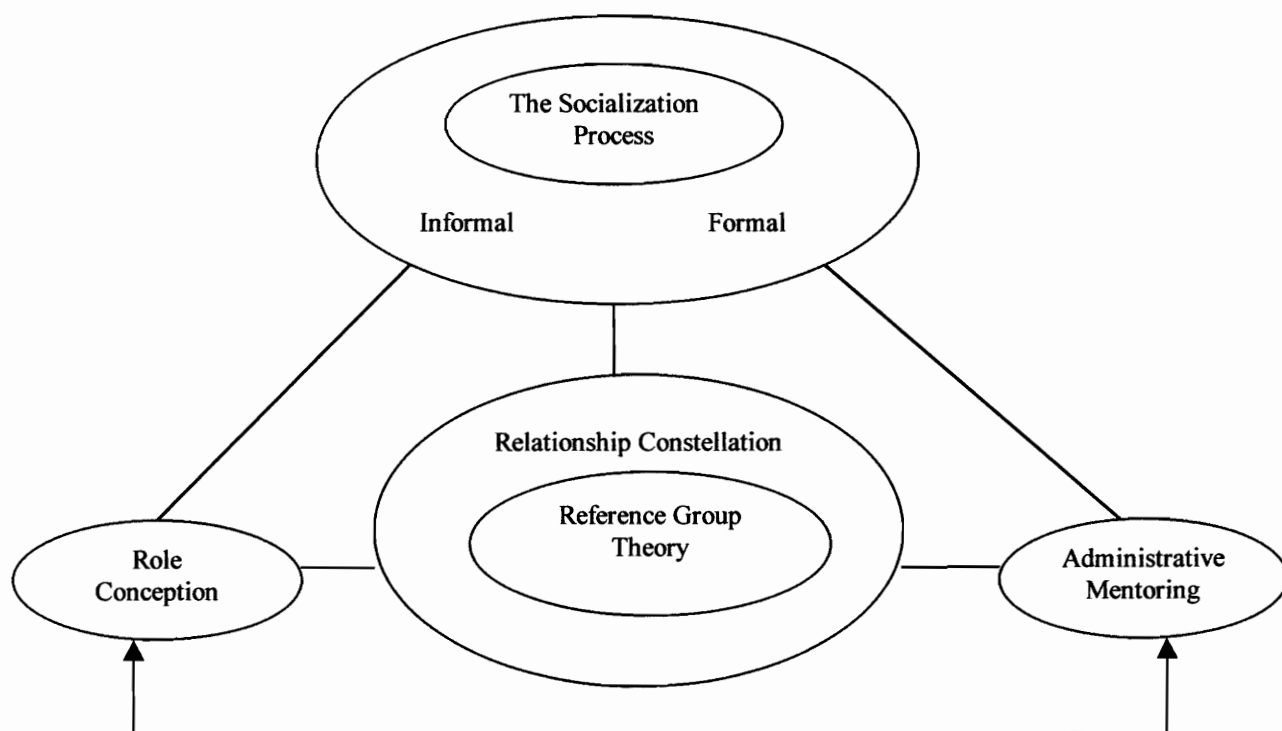 The Socialization
Process
Informal
Formal
Relationship Constellation
Reference Group
Theory
Role
Conception
Administrative
Mentoring